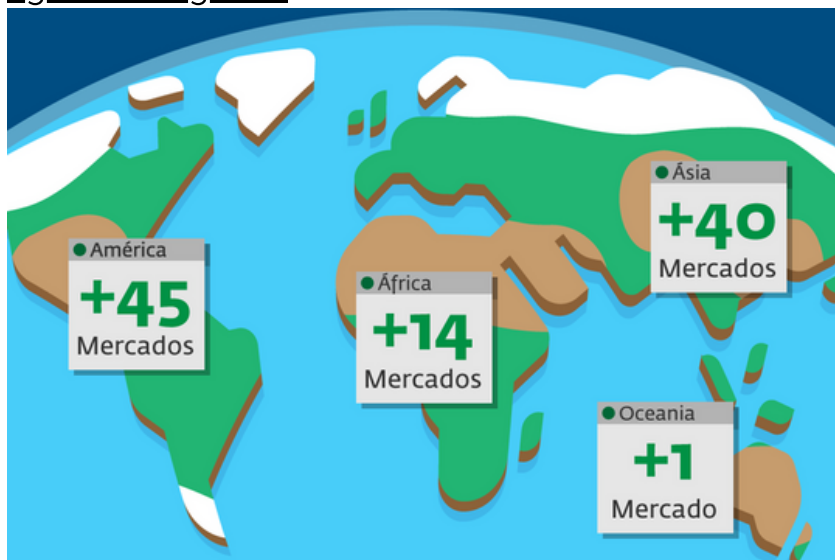 América
+45
Mercados
África
+14
Mercados
Ásia
+40
Mercados
Oceania
+1
Mercado